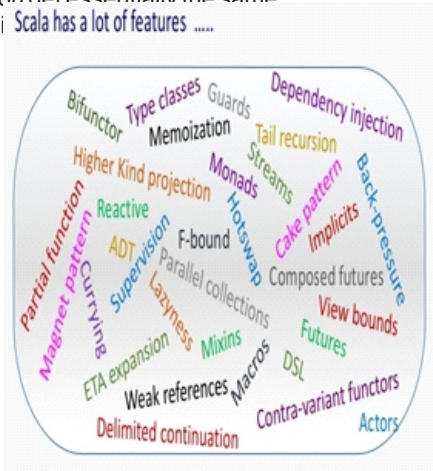 Scala has a lot of features .....
Bifunctor
Type classes
Guards
Dependency injection
Memoization
Tail recursion
Higher Kind projection
Monads
Streams
Cake pattern
Back-pressure
Partial function
Magnet pattern
Reactive
Hotswap
Implicits
ADT
Supervision
F-bound
Currying
Parallel collections
Composed futures
Lazyness
View bounds
Mixins
Futures
ETA expansion
Macros
DSL
Weak references
Contra-variant functors
Delimited continuation
Actors